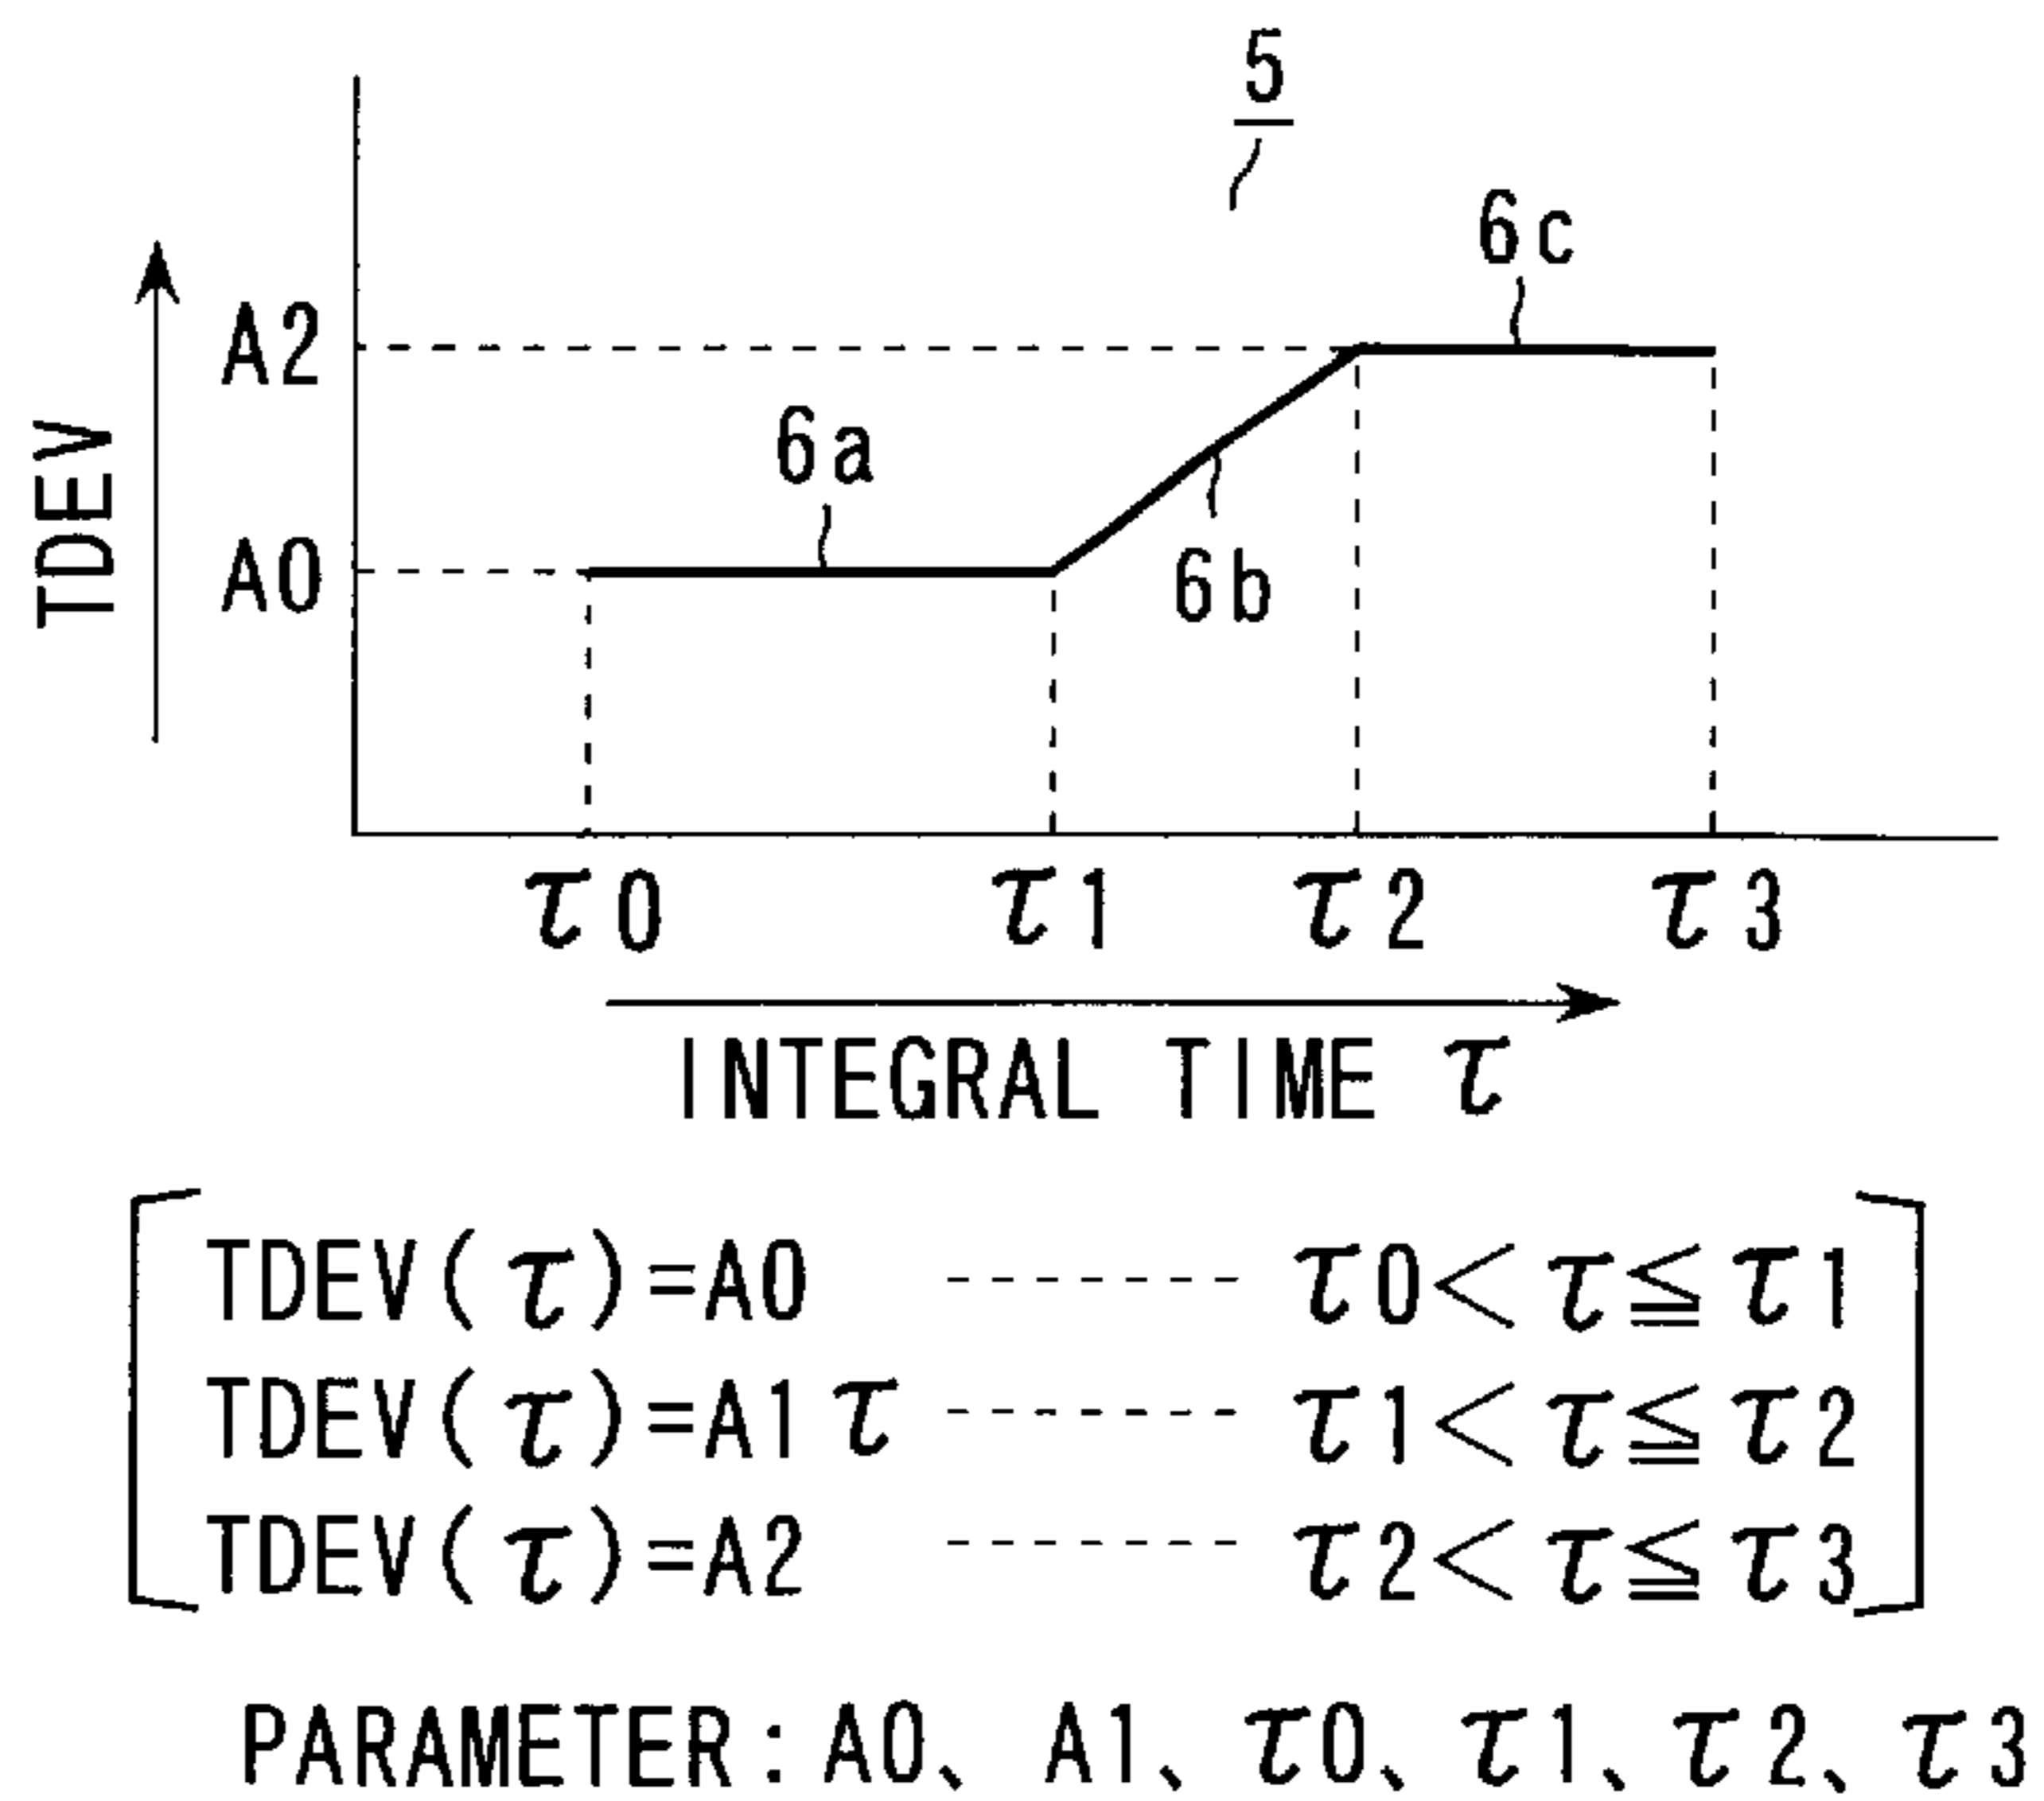 5
6c
A2
6a
TDEV
A0
6b
τ0 τ1 τ2 τ3
INTEGRAL TIME τ
TDEV(τ)=A0 ------- τ0<τ≦τ1
TDEV(τ)=A1τ ------- τ1<τ≦τ2
TDEV(τ)=A2 ------- τ2<τ≦τ3
PARAMETER:A0、A1、τ0、τ1、τ2、τ3